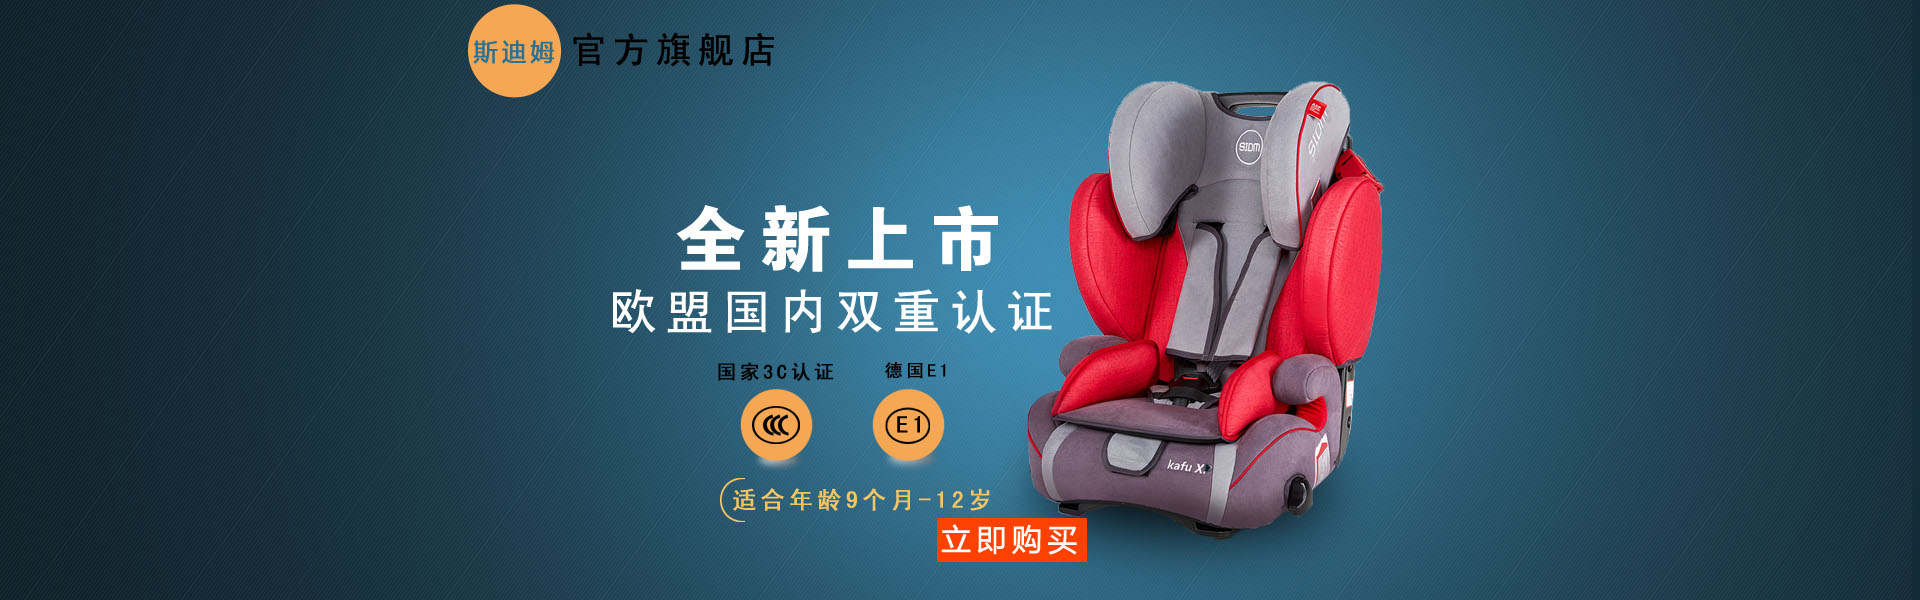 斯迪姆 官方旗舰店
全新上市
欧盟国内双重认证
国家3C认证 德国E1
CCC E1
适合年龄9个月-12岁
立即购买
SIDM
SIDM
kafu X